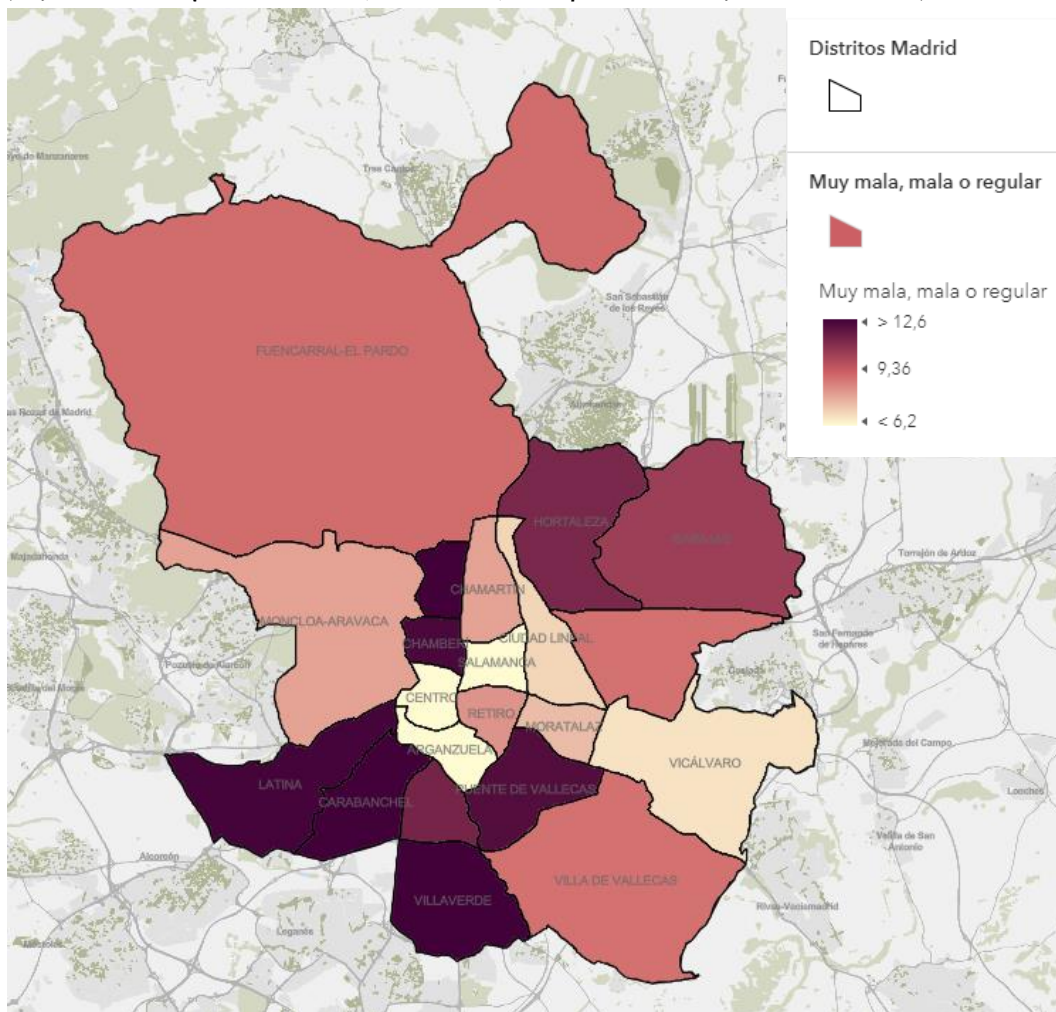 Distritos Madrid
Muy mala, mala o regular
Muy mala, mala o regular
> 12,6
9,36
< 6,2
Tres Cantos
San Sebastián
de los Reyes
FUENCARRAL-EL PARDO
Rozas de Madrid
Alcobendas
HORTALEZA
BARAJAS
Majadahonda
Torrejón de Ardoz
CHAMARTÍN
MONCLOA-ARAVACA
CHAMBERÍ
CIUDAD LINEAL
San Fernando
de Henares
Pozuelo de Alarcón
SALAMANCA
Coslada
CENTRO
RETIRO
MORATALAZ
ARGANZUELA
VICÁLVARO
Mejorada del Campo
LATINA
PUENTE DE VALLECAS
CARABANCHEL
Loeches
Velilla de San
Antonio
Alcorcón
VILLA DE VALLECAS
VILLAVERDE
Rivas-Vaciamadrid
Leganés
Móstoles